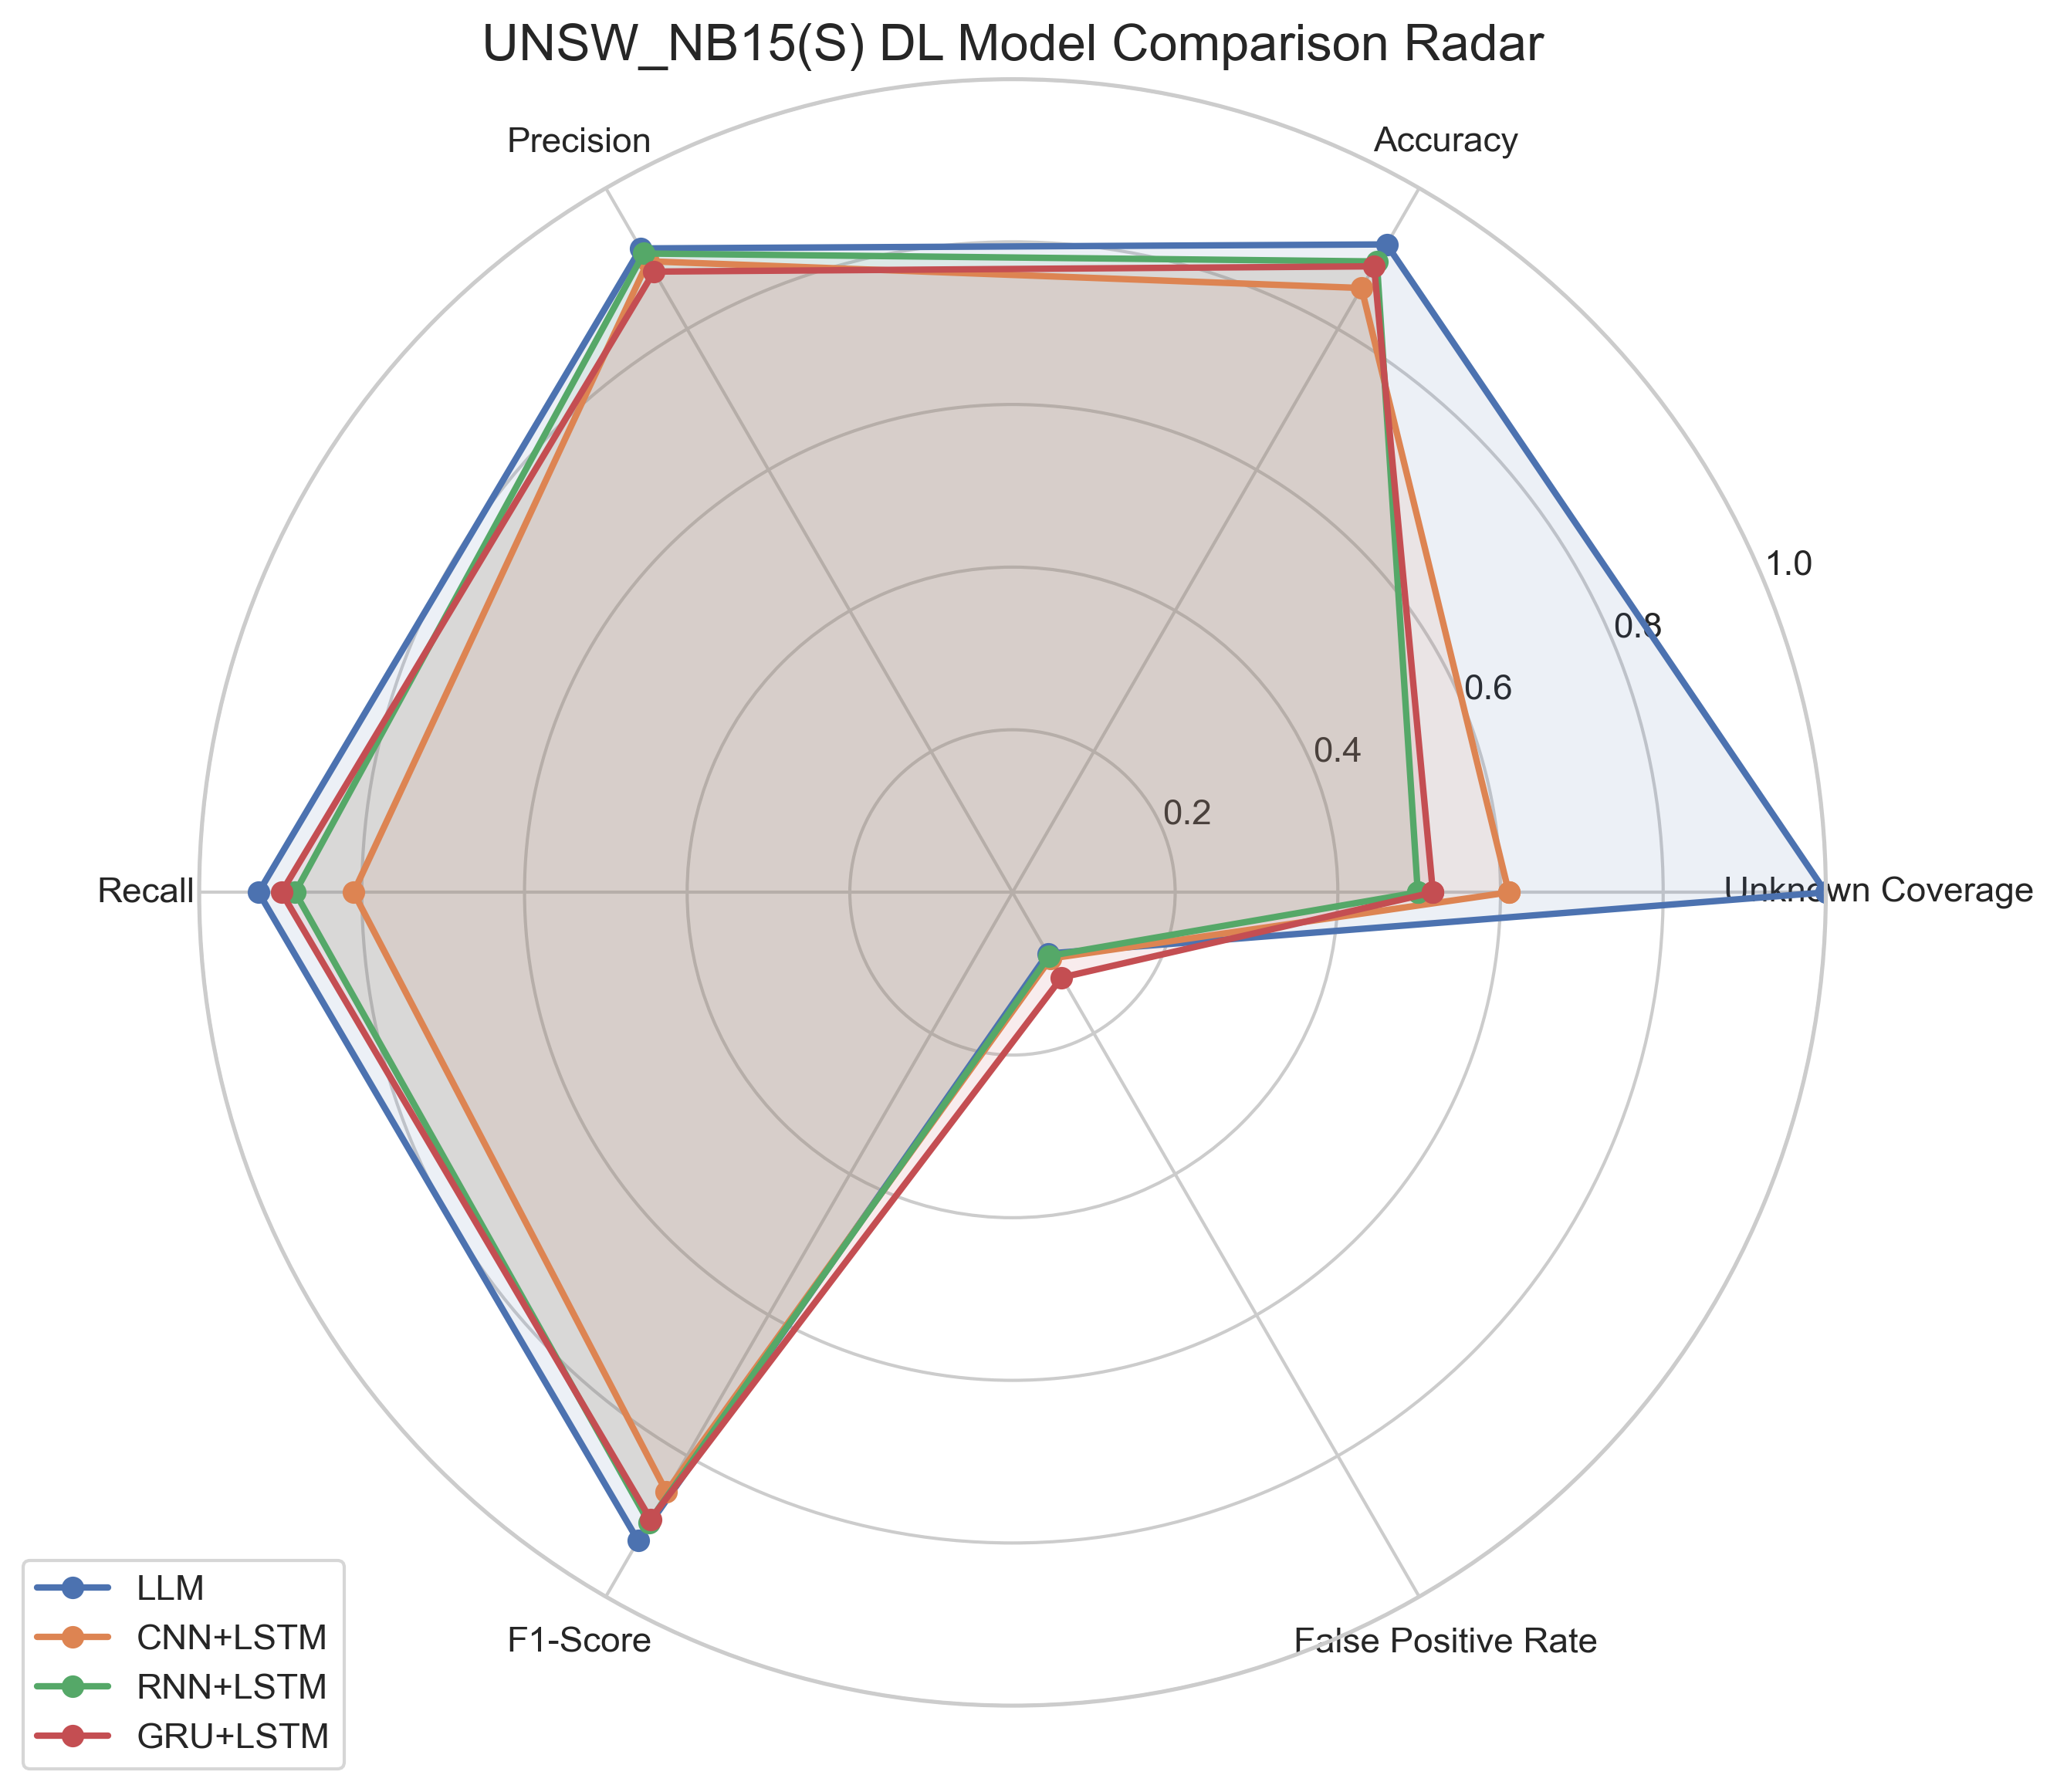 UNSW_NB15(S) DL Model Comparison Radar
Precision
Accuracy
1.0
0.8
0.6
0.4
0.2
Recall
Unknown Coverage
F1-Score
False Positive Rate
LLM
CNN+LSTM
RNN+LSTM
GRU+LSTM